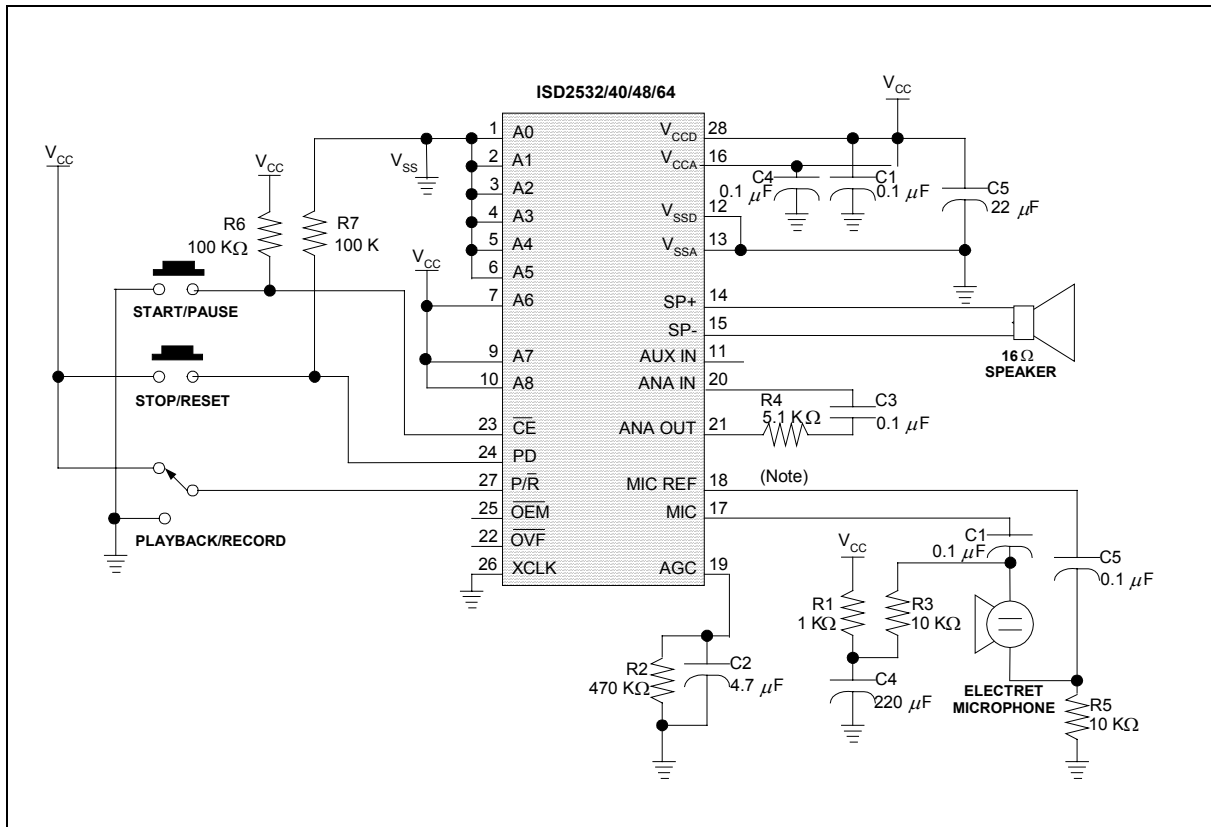 ISD2532/40/48/64
VCC
VCC
VCC
VSS
R6
100 KΩ
R7
100 K
START/PAUSE
STOP/RESET
PLAYBACK/RECORD
VCC
1 A0
2 A1
3 A2
4 A3
5 A4
6 A5
7 A6
9 A7
10 A8
23 C̅E̅
24 PD
27 P/R̅
25 O̅E̅M̅
22 O̅V̅F̅
26 XCLK
VCCD 28
VCCA 16
VSSD 12
VSSA 13
SP+ 14
SP- 15
AUX IN 11
ANA IN 20
ANA OUT 21
MIC REF 18
MIC 17
AGC 19
C4
0.1 μF
C1
0.1 μF
C5
22 μF
16 Ω
SPEAKER
R4
5.1 KΩ
C3
0.1 μF
(Note)
VCC
C1
0.1 μF
C5
0.1 μF
R1
1 KΩ
R3
10 KΩ
R2
470 KΩ
C2
4.7 μF
C4
220 μF
ELECTRET
MICROPHONE
R5
10 KΩ